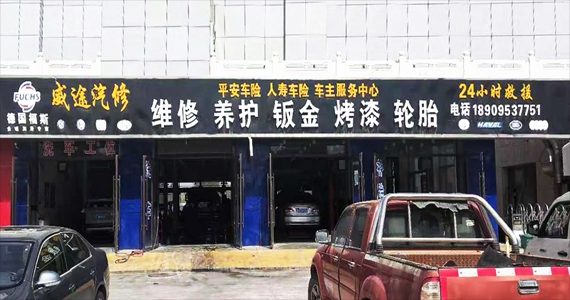 FUCHS
德国福斯
威途汽修
平安车险 人寿车险 车主服务中心
维修 养护 钣金 烤漆 轮胎
24小时救援
电话18909537751
HAVAL